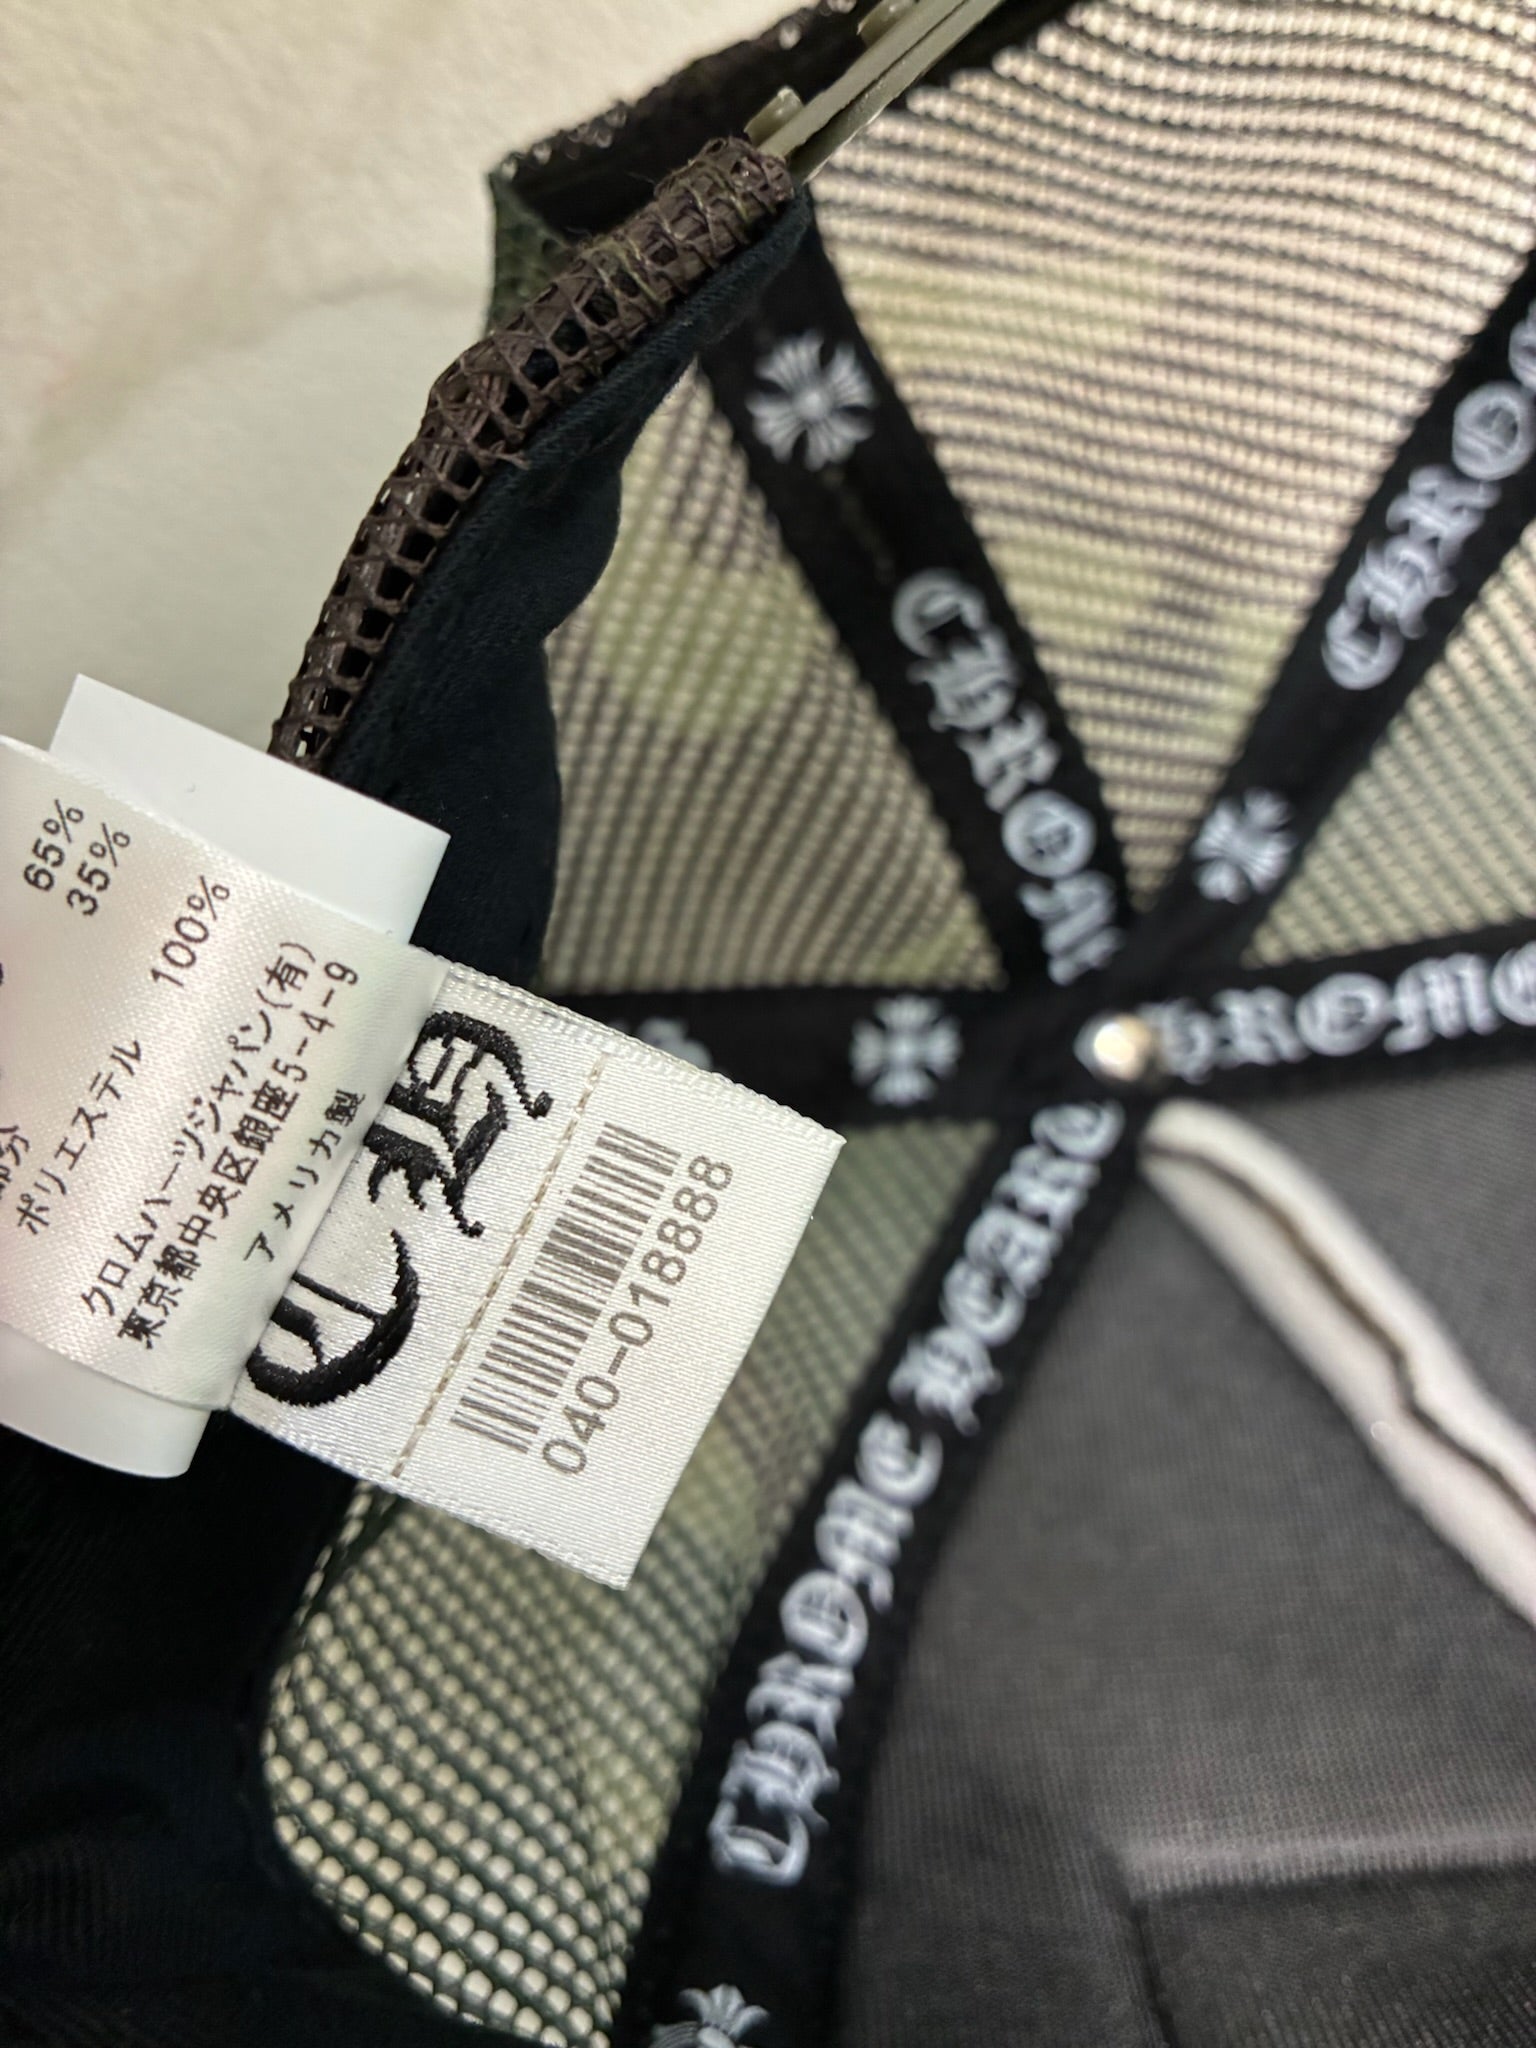 65%
35%
ポリエステル 100%
クロムハーツジャパン(有)
東京都中央区銀座5-4-9
アメリカ製
CH
040-018888
CHROME
CHROM
CHROME
CHROME HEARTS